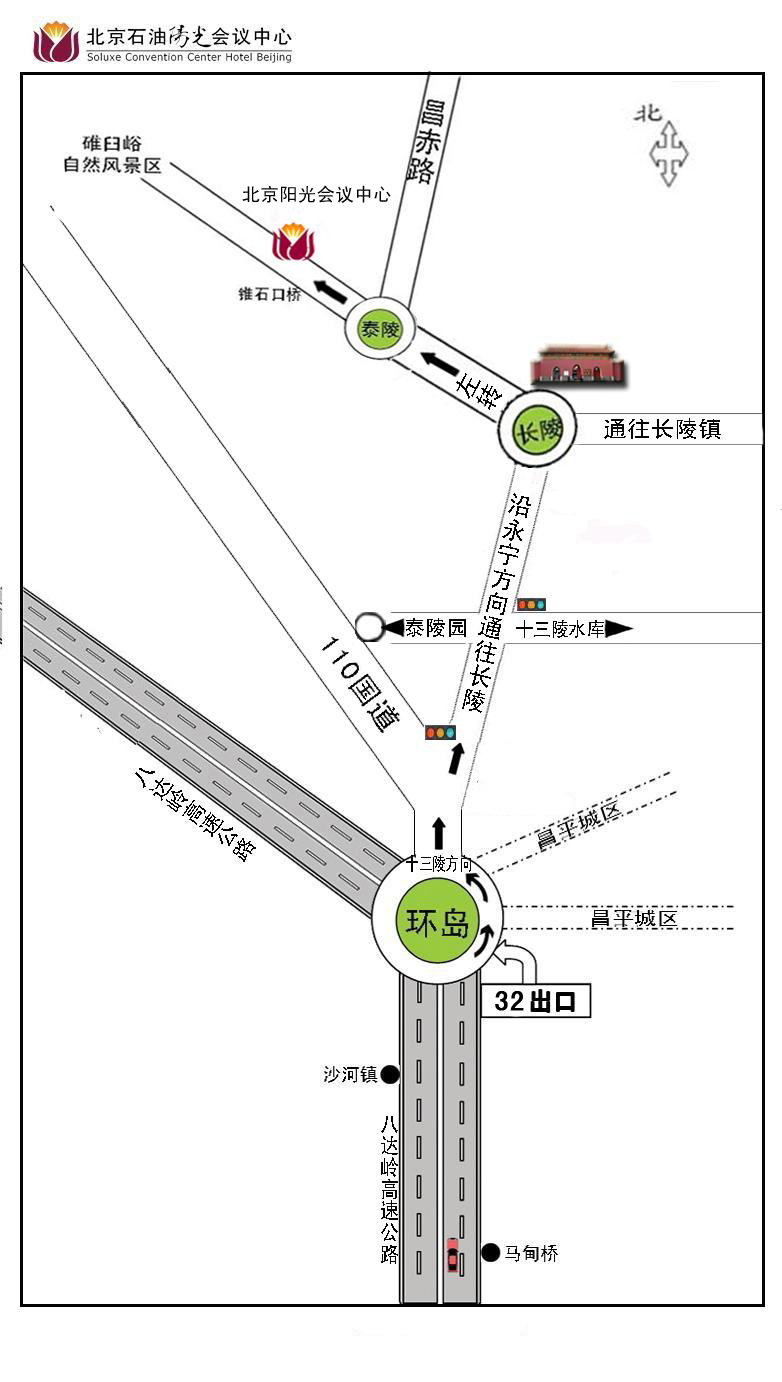 北京石油阳光会议中心
Soluxe Convention Center Hotel Beijing
昌赤路
北
碓臼峪
自然风景区
北京阳光会议中心
锥石口桥
泰陵
左转
长陵
通往长陵镇
沿永宁方向通往长陵
泰陵园
十三陵水库
110国道
八达岭高速公路
昌平城区
十三陵方向
环岛
昌平城区
32出口
沙河镇
八达岭高速公路
马甸桥